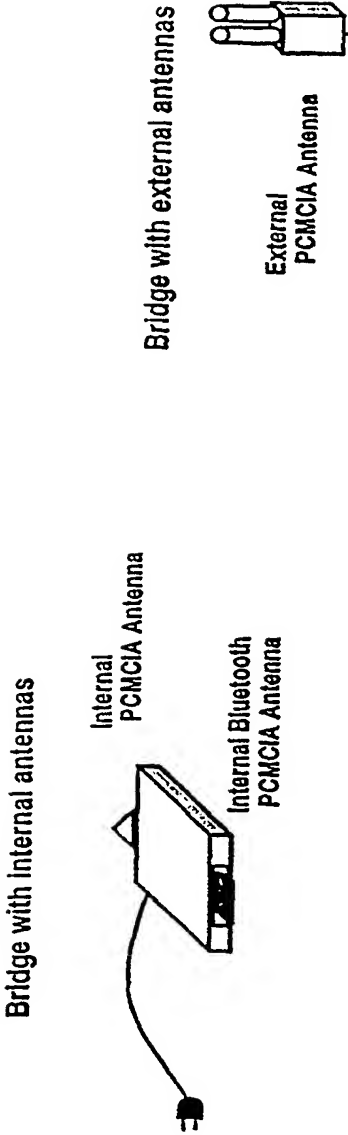 Bridge with Internal antennas
Internal
PCMCIA Antenna
Internal Bluetooth
PCMCIA Antenna
Bridge with external antennas
External
PCMCIA Antenna